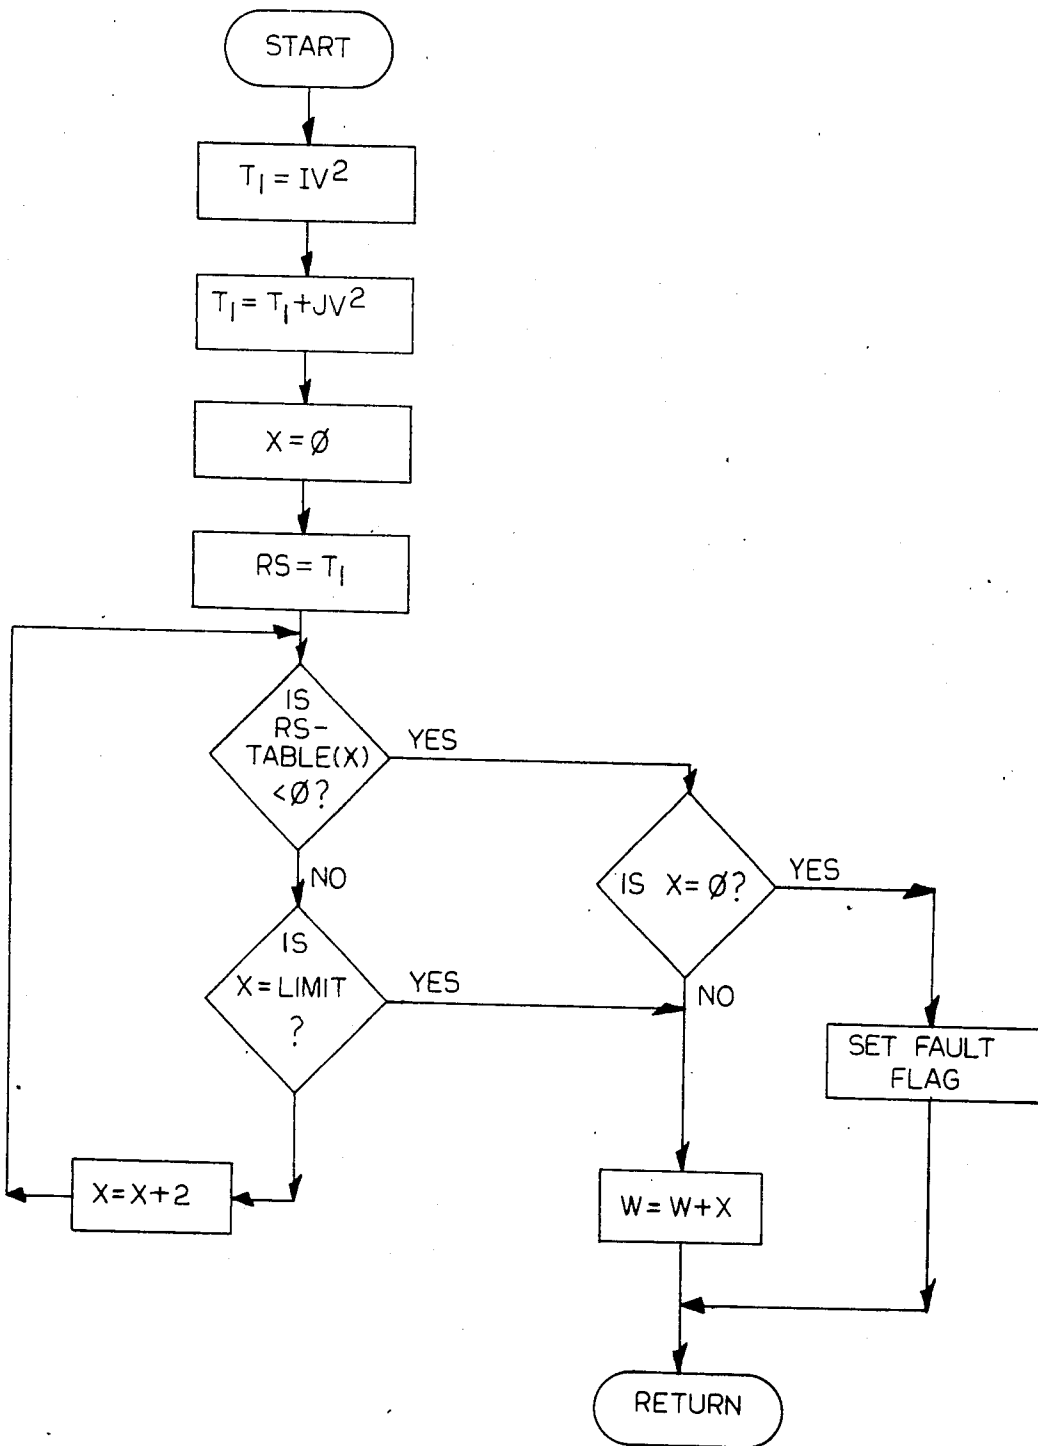 START
T₁ = IV²
T₁ = T₁ + JV²
X = Ø
RS = T₁
IS
RS-
TABLE(X)
<Ø?
YES
NO
IS X = Ø?
YES
NO
IS
X = LIMIT
?
YES
SET FAULT
FLAG
X = X + 2
W = W + X
RETURN